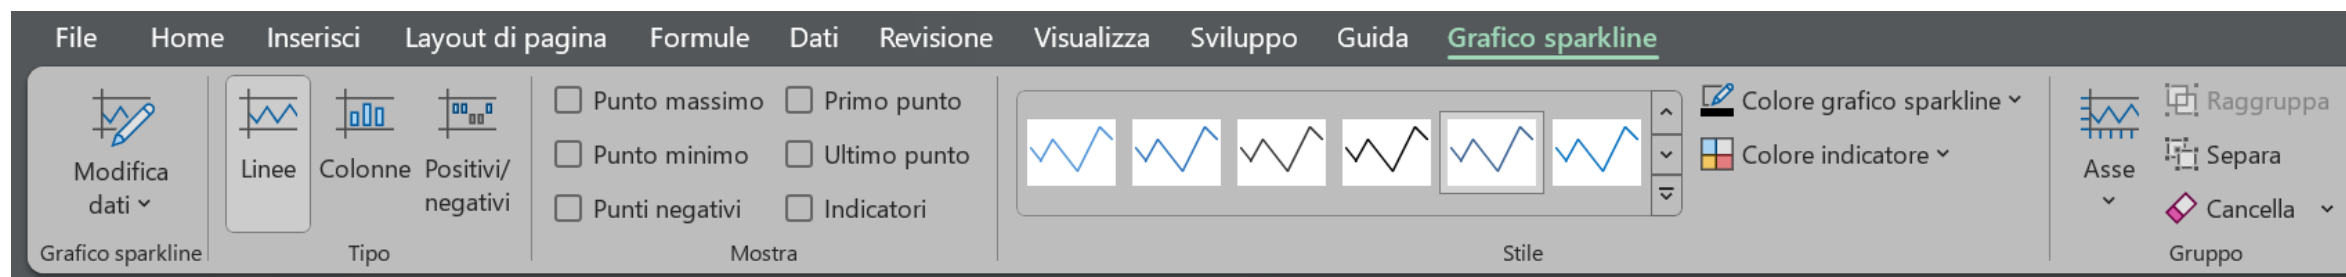 File Home Inserisci Layout di pagina Formule Dati Revisione Visualizza Sviluppo Guida Grafico sparkline
Modifica
dati
Grafico sparkline
Linee
Colonne
Positivi/
negativi
Tipo
Punto massimo
Primo punto
Punto minimo
Ultimo punto
Punti negativi
Indicatori
Mostra
Stile
Colore grafico sparkline
Colore indicatore
Asse
Raggruppa
Separa
Cancella
Gruppo